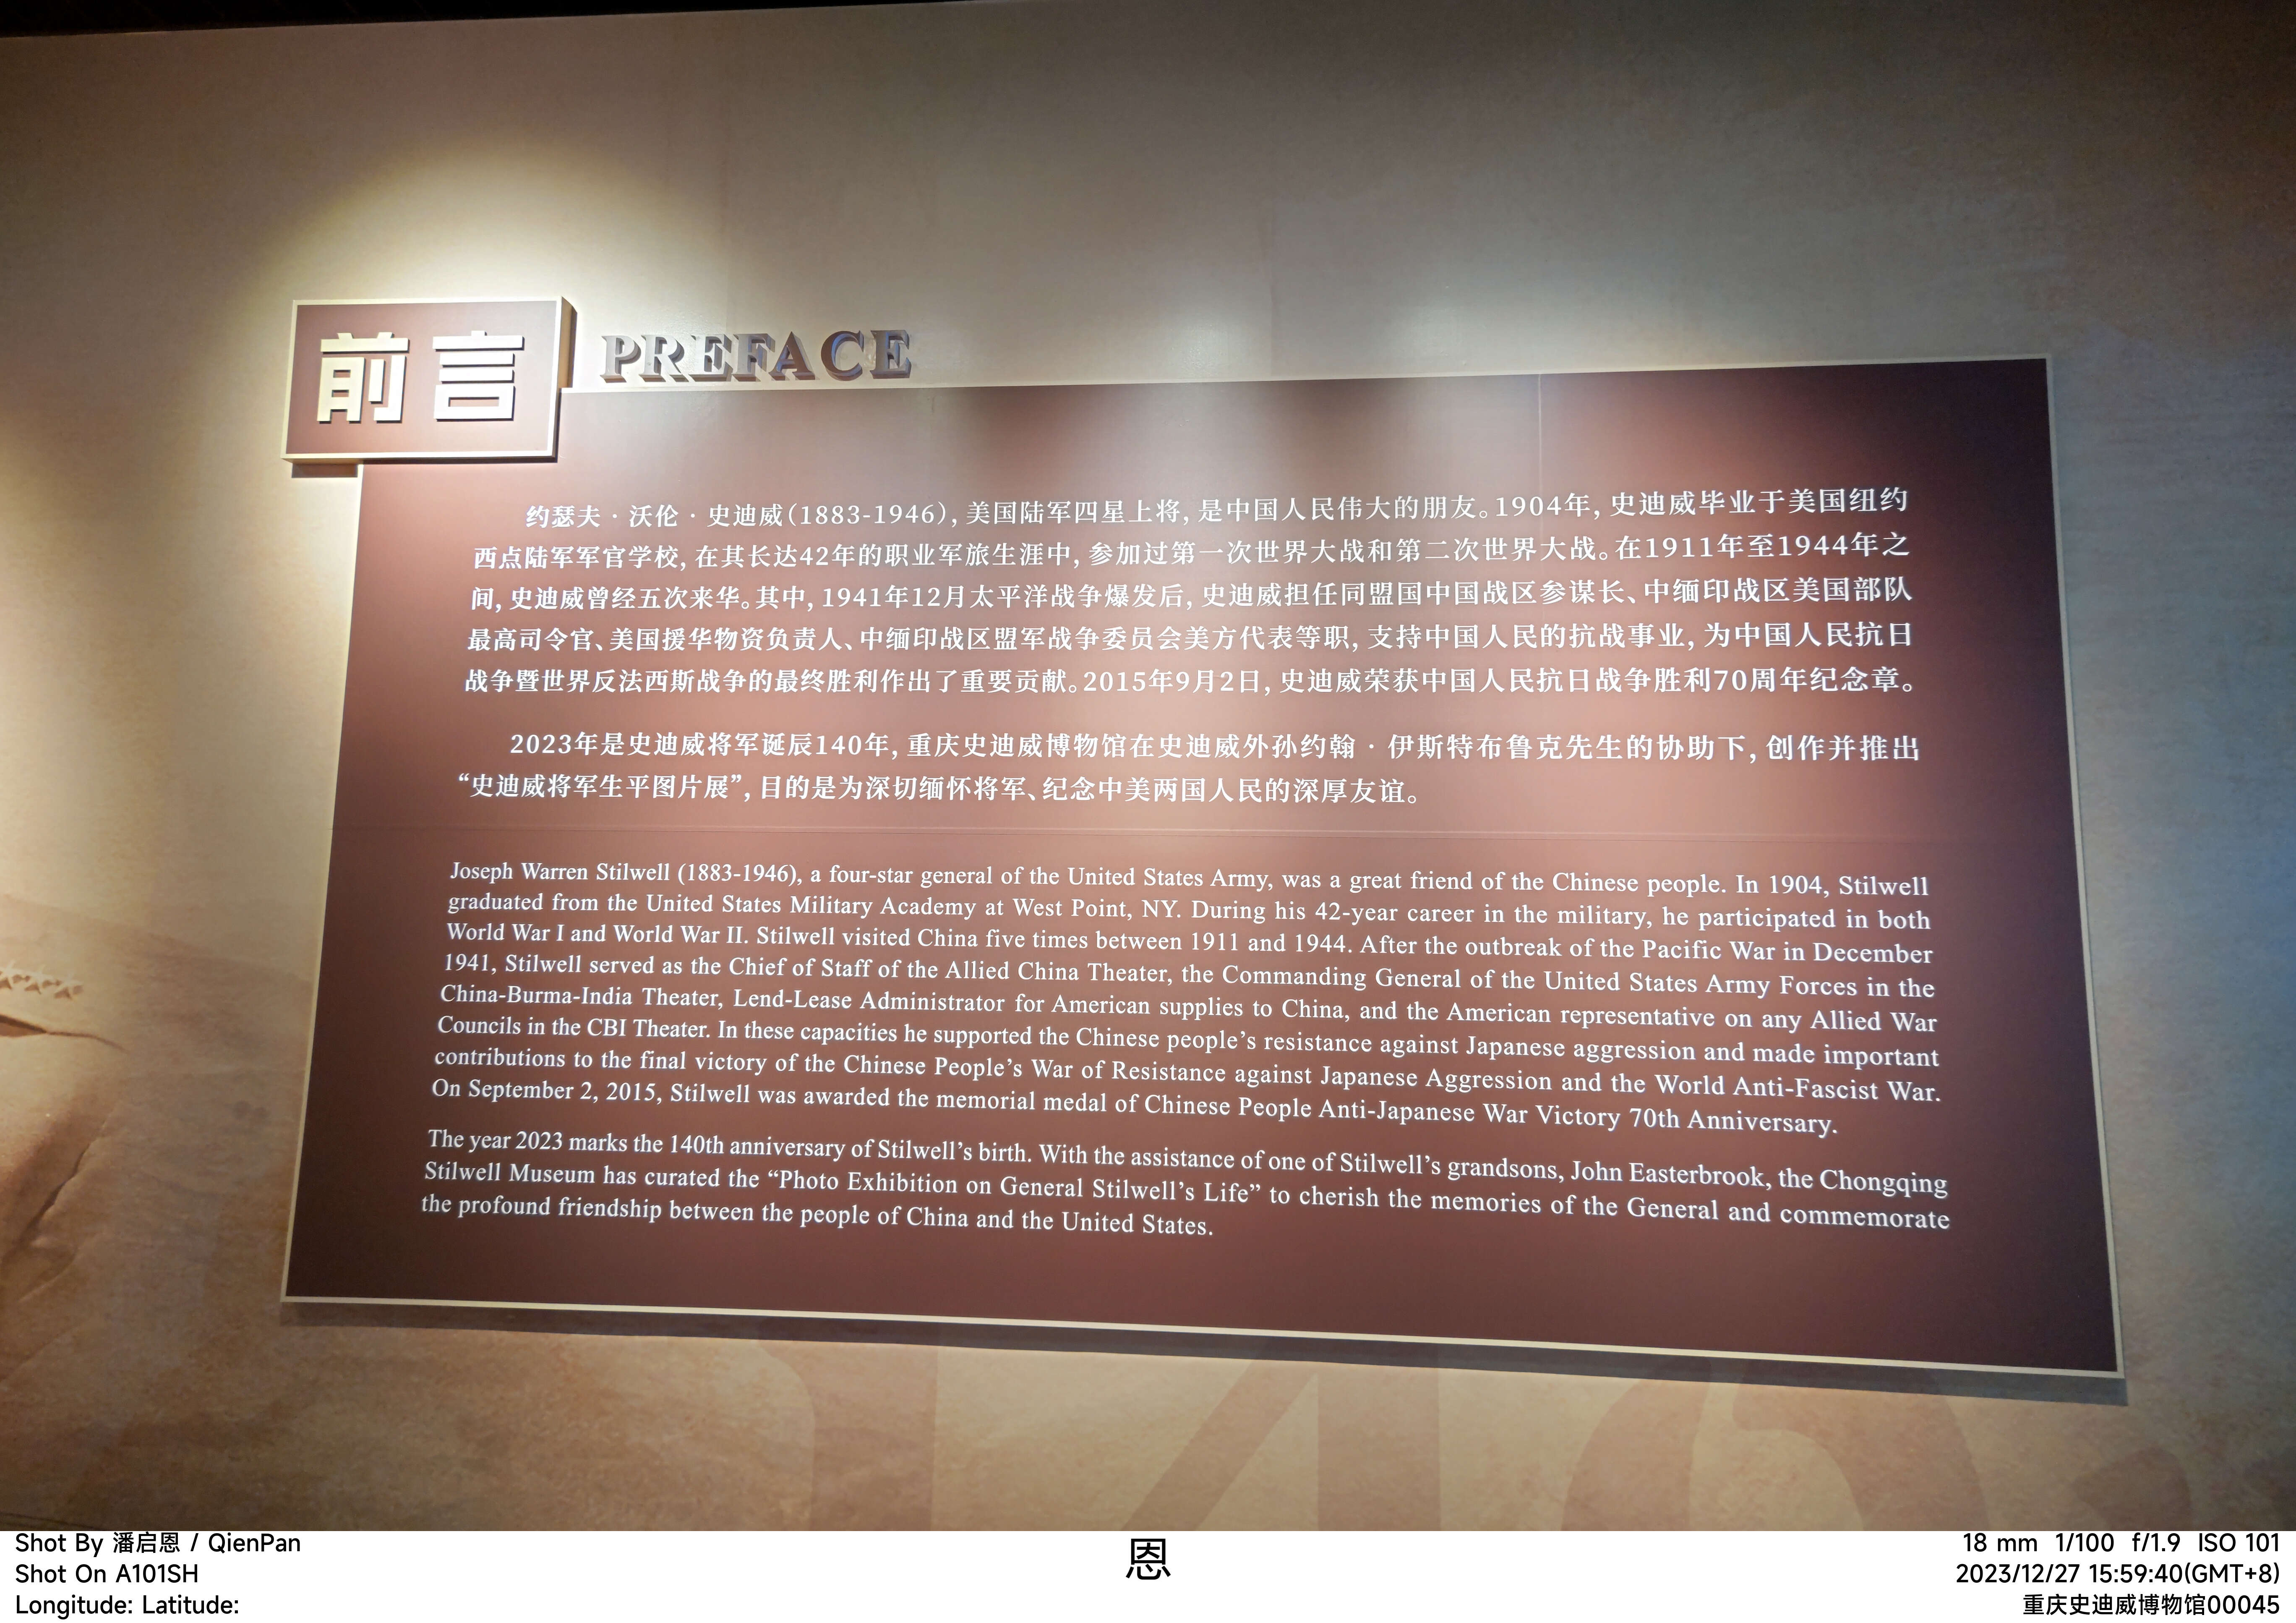 前言
PREFACE
约瑟夫·沃伦·史迪威(1883-1946),美国陆军四星上将,是中国人民伟大的朋友。1904年,史迪威毕业于美国纽约
西点陆军军官学校,在其长达42年的职业军旅生涯中,参加过第一次世界大战和第二次世界大战。在1911年至1944年之
间,史迪威曾经五次来华。其中,1941年12月太平洋战争爆发后,史迪威担任同盟国中国战区参谋长、中缅印战区美国部队
最高司令官、美国援华物资负责人、中缅印战区盟军战争委员会美方代表等职,支持中国人民的抗战事业,为中国人民抗日
战争暨世界反法西斯战争的最终胜利作出了重要贡献。2015年9月2日,史迪威荣获中国人民抗日战争胜利70周年纪念章。
2023年是史迪威将军诞辰140年,重庆史迪威博物馆在史迪威外孙约翰·伊斯特布鲁克先生的协助下,创作并推出
“史迪威将军生平图片展”,目的是为深切缅怀将军、纪念中美两国人民的深厚友谊。
Joseph Warren Stilwell (1883-1946), a four-star general of the United States Army, was a great friend of the Chinese people. In 1904, Stilwell
graduated from the United States Military Academy at West Point, NY. During his 42-year career in the military, he participated in both
World War I and World War II. Stilwell visited China five times between 1911 and 1944. After the outbreak of the Pacific War in December
1941, Stilwell served as the Chief of Staff of the Allied China Theater, the Commanding General of the United States Army Forces in the
China-Burma-India Theater, Lend-Lease Administrator for American supplies to China, and the American representative on any Allied War
Councils in the CBI Theater. In these capacities he supported the Chinese people’s resistance against Japanese aggression and made important
contributions to the final victory of the Chinese People’s War of Resistance against Japanese Aggression and the World Anti-Fascist War.
On September 2, 2015, Stilwell was awarded the memorial medal of Chinese People Anti-Japanese War Victory 70th Anniversary.
The year 2023 marks the 140th anniversary of Stilwell’s birth. With the assistance of one of Stilwell’s grandsons, John Easterbrook, the Chongqing
Stilwell Museum has curated the “Photo Exhibition on General Stilwell’s Life” to cherish the memories of the General and commemorate
the profound friendship between the people of China and the United States.
140
Shot By 潘启恩 / QienPan
Shot On A101SH
Longitude: Latitude:
恩
18 mm 1/100 f/1.9 ISO 101
2023/12/27 15:59:40(GMT+8)
重庆史迪威博物馆00045